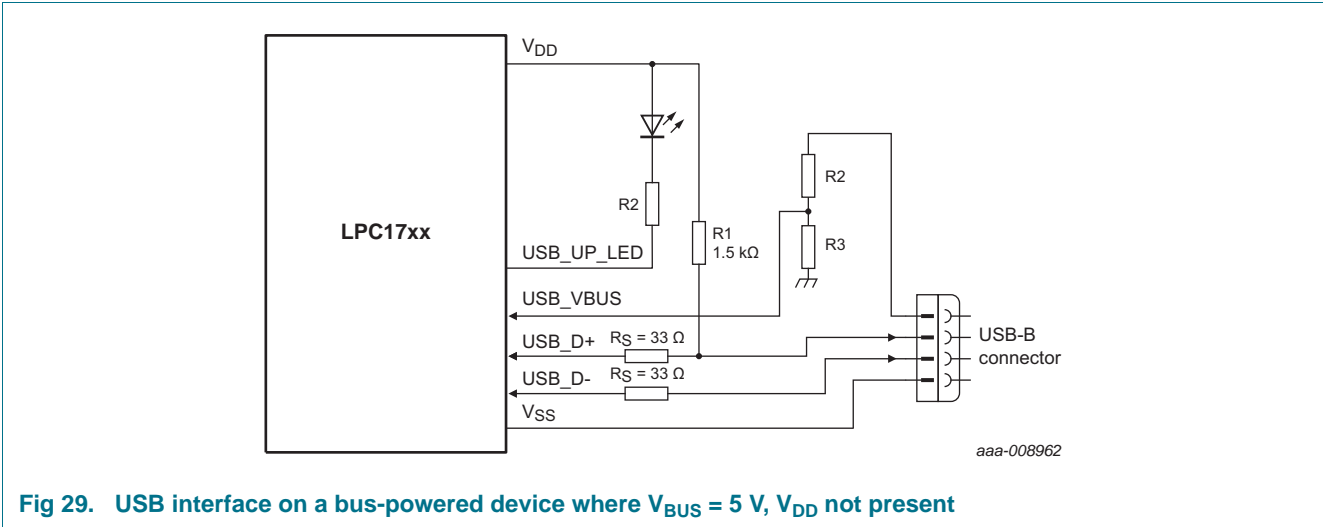 VDD
R2
R2
LPC17xx
R1
1.5 kΩ
R3
USB_UP_LED
USB_VBUS
USB_D+
RS = 33 Ω
USB-B
connector
USB_D-
RS = 33 Ω
VSS
aaa-008962
Fig 29. USB interface on a bus-powered device where VBUS = 5 V, VDD not present